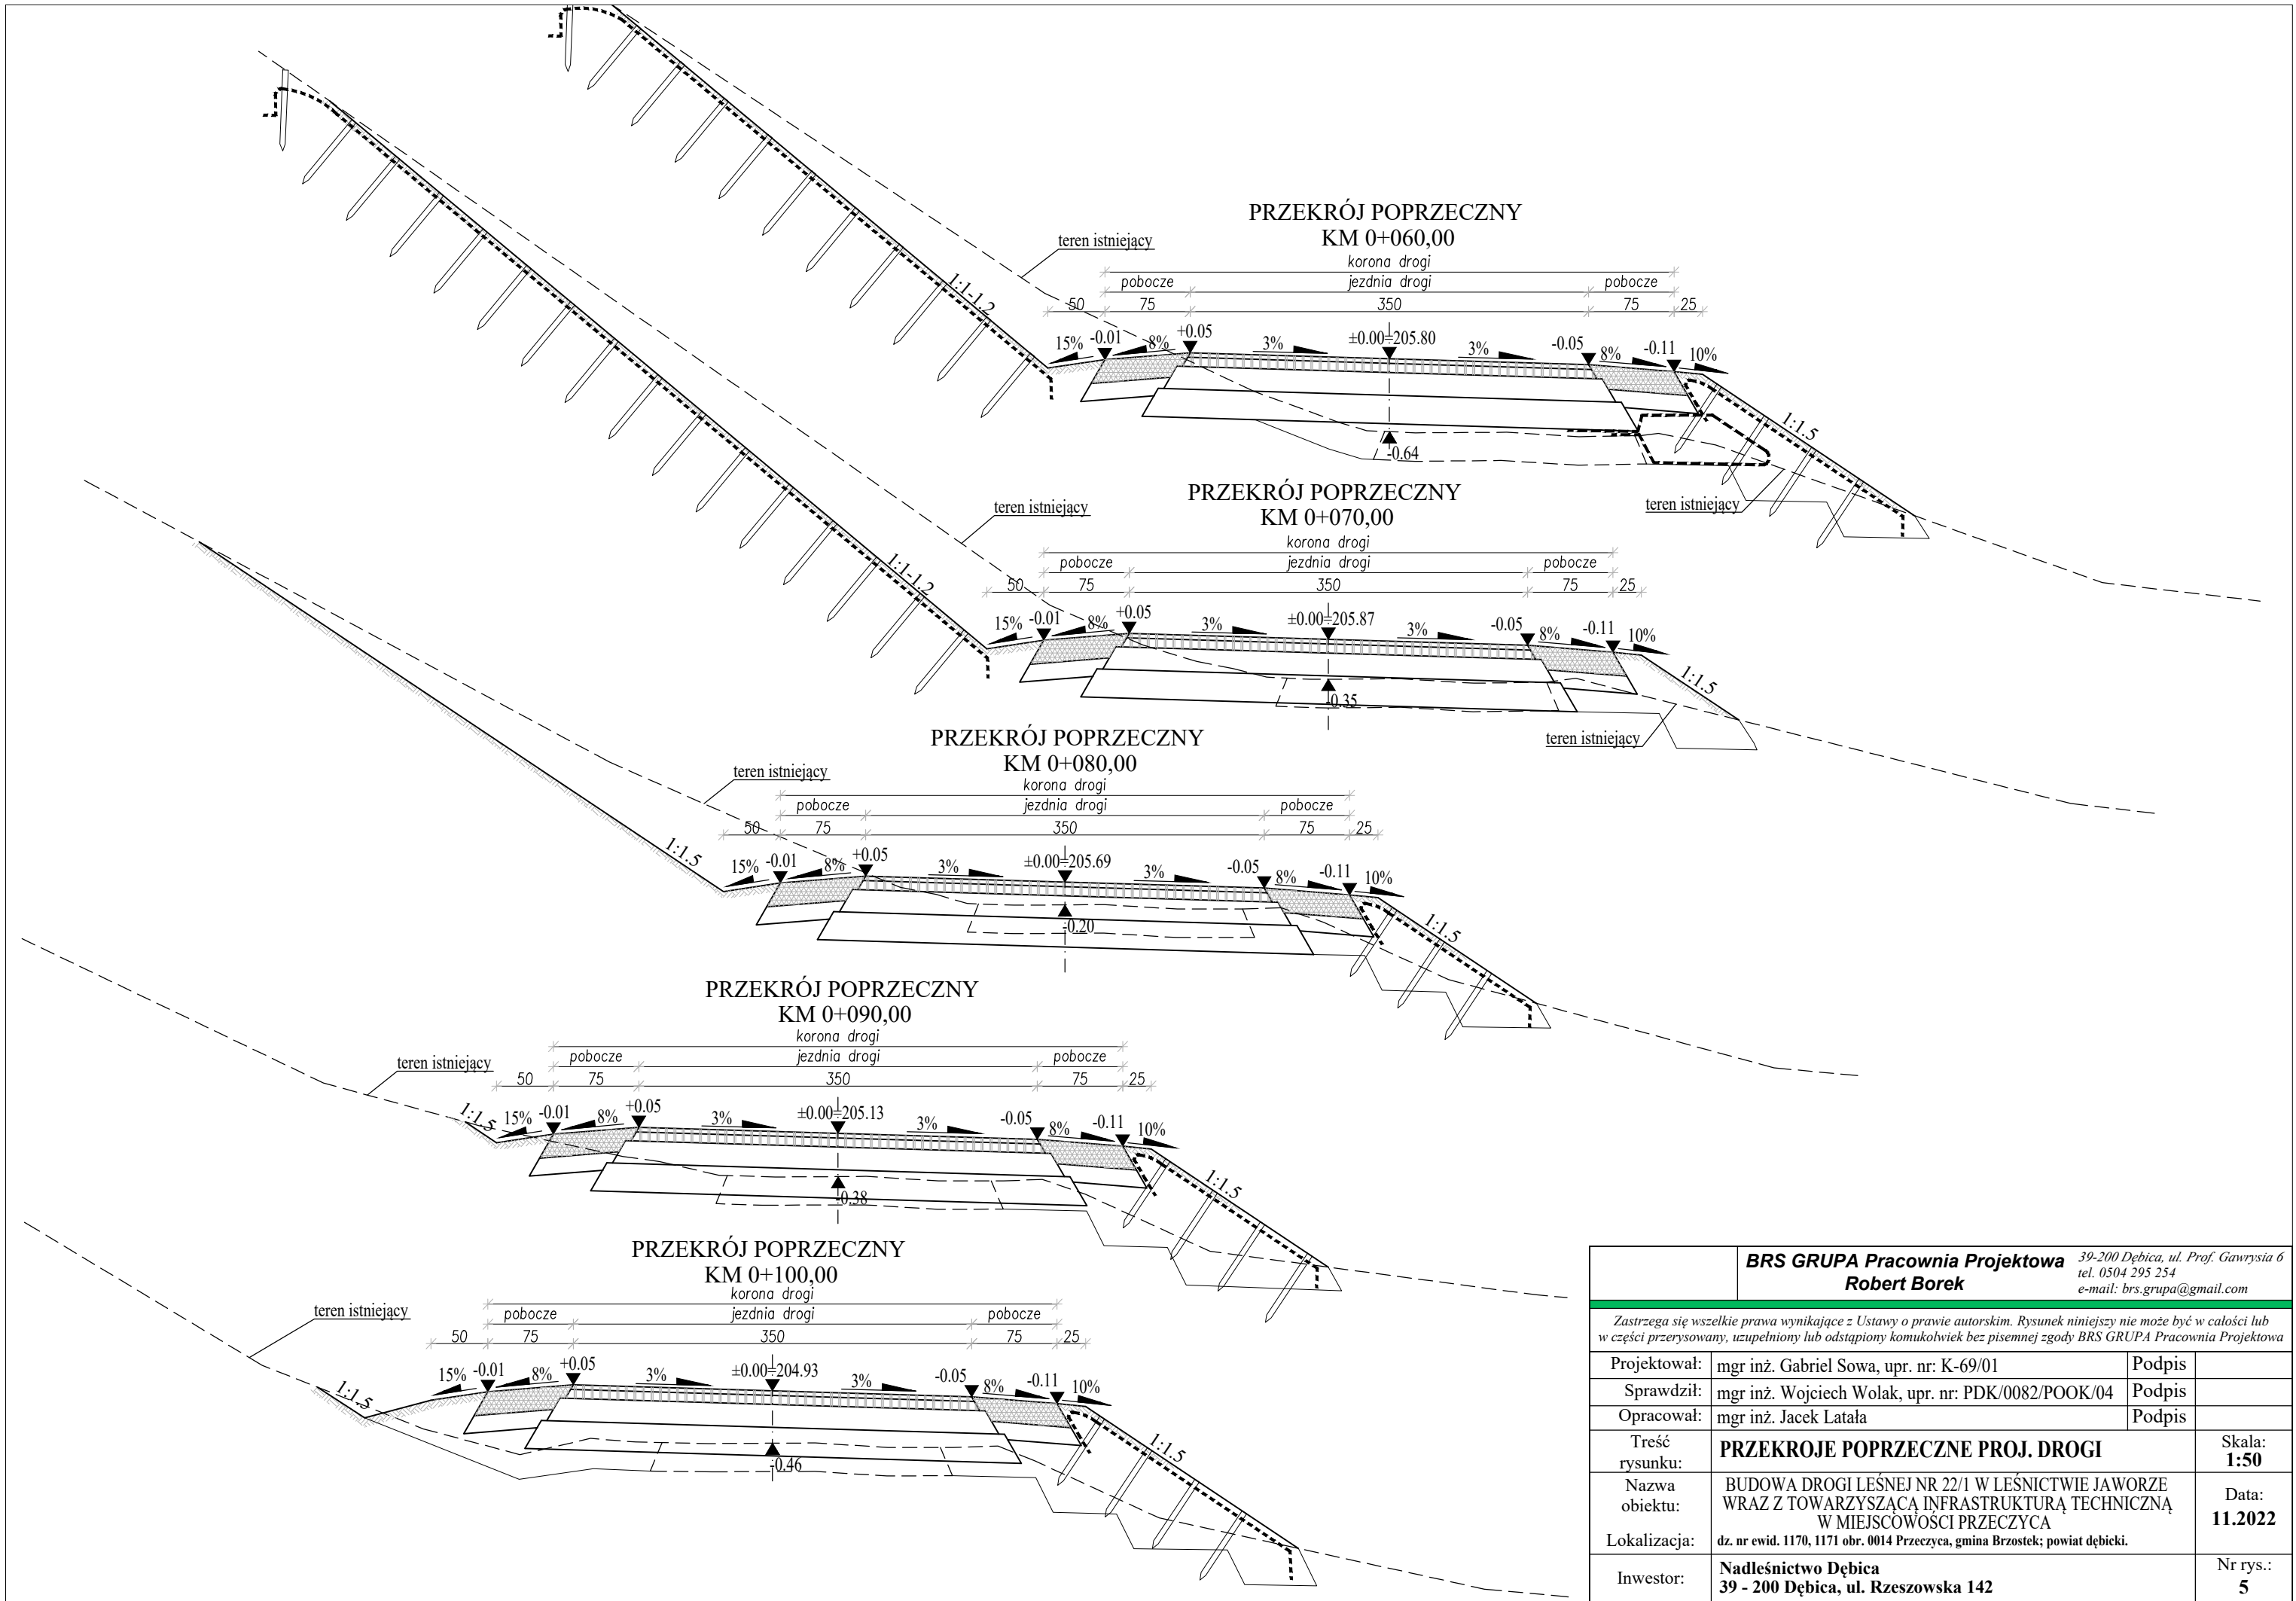 PRZEKRÓJ POPRZECZNY
KM 0+060,00
korona drogi
pobocze jezdnia drogi pobocze
50 75 350 75 25
teren istniejący
1:1-1.2
15% -0.01 8% +0.05 3% ±0.00=205.80 3% -0.05 8% -0.11 10%
1:1.5
-0.64
teren istniejący
PRZEKRÓJ POPRZECZNY
KM 0+070,00
korona drogi
pobocze jezdnia drogi pobocze
50 75 350 75 25
teren istniejący
1:1-1.2
15% -0.01 8% +0.05 3% ±0.00=205.87 3% -0.05 8% -0.11 10%
1:1.5
-0.35
teren istniejący
PRZEKRÓJ POPRZECZNY
KM 0+080,00
korona drogi
pobocze jezdnia drogi pobocze
50 75 350 75 25
teren istniejący
1:1.5
15% -0.01 8% +0.05 3% ±0.00=205.69 3% -0.05 8% -0.11 10%
1:1.5
-0.20
PRZEKRÓJ POPRZECZNY
KM 0+090,00
korona drogi
pobocze jezdnia drogi pobocze
50 75 350 75 25
teren istniejący
1:1.5
15% -0.01 8% +0.05 3% ±0.00=205.13 3% -0.05 8% -0.11 10%
1:1.5
-0.38
PRZEKRÓJ POPRZECZNY
KM 0+100,00
korona drogi
pobocze jezdnia drogi pobocze
50 75 350 75 25
teren istniejący
1:1.5
15% -0.01 8% +0.05 3% ±0.00=204.93 3% -0.05 8% -0.11 10%
1:1.5
-0.46
BRS GRUPA Pracownia Projektowa
Robert Borek
39-200 Dębica, ul. Prof. Gawrysia 6
tel. 0504 295 254
e-mail: brs.grupa@gmail.com
Zastrzega się wszelkie prawa wynikające z Ustawy o prawie autorskim. Rysunek niniejszy nie może być w całości lub
w części przerysowany, uzupełniony lub odstąpiony komukolwiek bez pisemnej zgody BRS GRUPA Pracownia Projektowa
Projektował: mgr inż. Gabriel Sowa, upr. nr: K-69/01 Podpis
Sprawdził: mgr inż. Wojciech Wolak, upr. nr: PDK/0082/POOK/04 Podpis
Opracował: mgr inż. Jacek Latała Podpis
Treść
rysunku:
PRZEKROJE POPRZECZNE PROJ. DROGI
Skala:
1:50
Nazwa
obiektu:
BUDOWA DROGI LEŚNEJ NR 22/1 W LEŚNICTWIE JAWORZE
WRAZ Z TOWARZYSZĄCĄ INFRASTRUKTURĄ TECHNICZNĄ
W MIEJSCOWOŚCI PRZECZYCA
Data:
11.2022
Lokalizacja: dz. nr ewid. 1170, 1171 obr. 0014 Przeczyca, gmina Brzostek; powiat dębicki.
Inwestor:
Nadleśnictwo Dębica
39 - 200 Dębica, ul. Rzeszowska 142
Nr rys.:
5